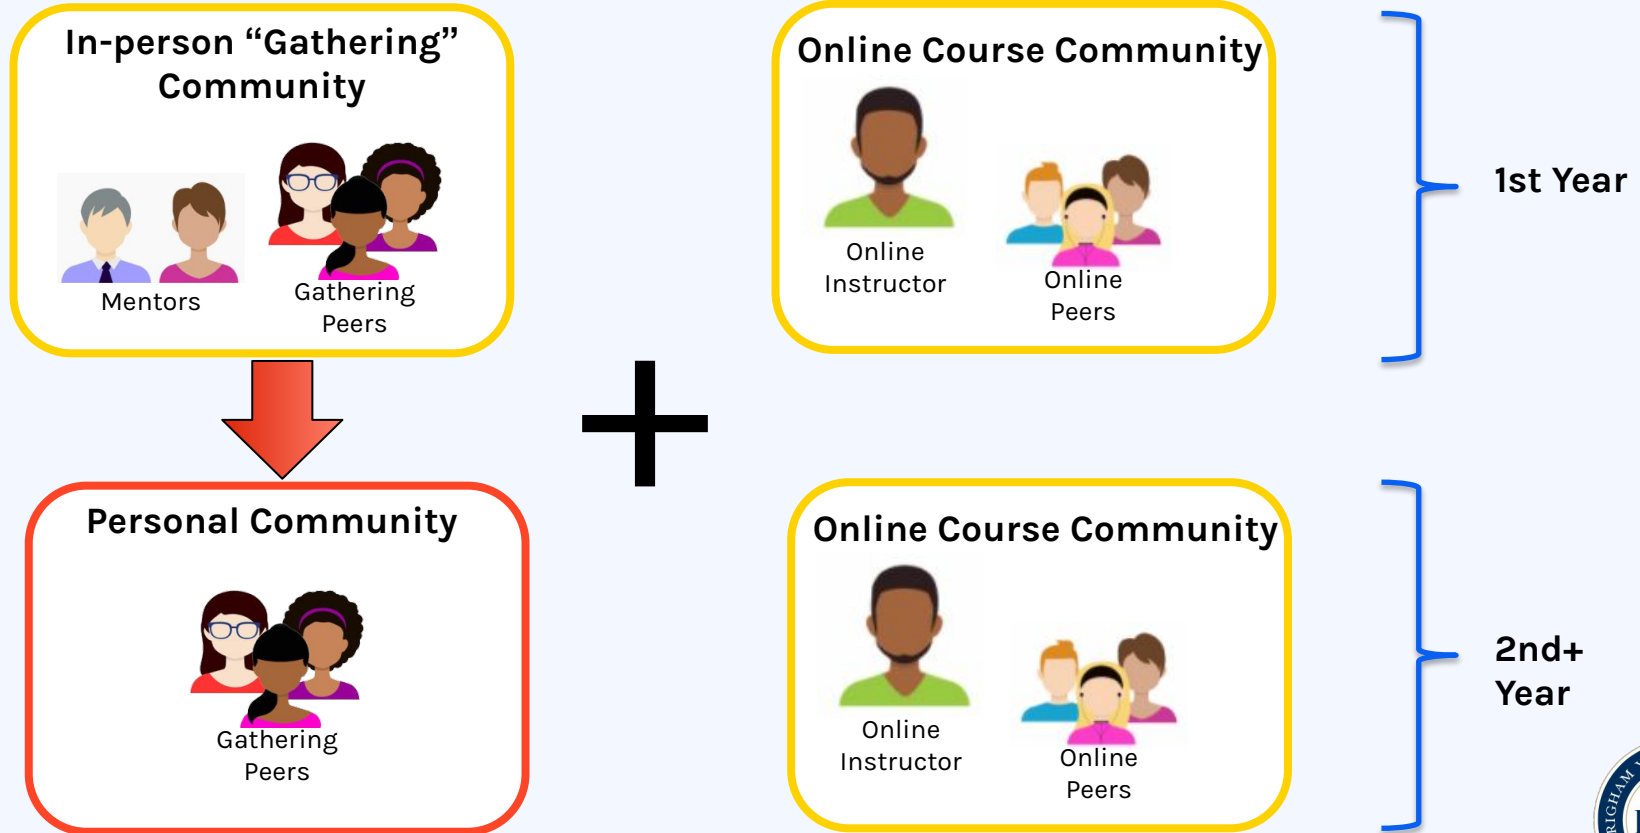 In-person “Gathering”
Community
Mentors
Gathering
Peers
Online Course Community
Online
Instructor
Online
Peers
1st Year
Personal Community
Gathering
Peers
Online Course Community
Online
Instructor
Online
Peers
2nd+
Year